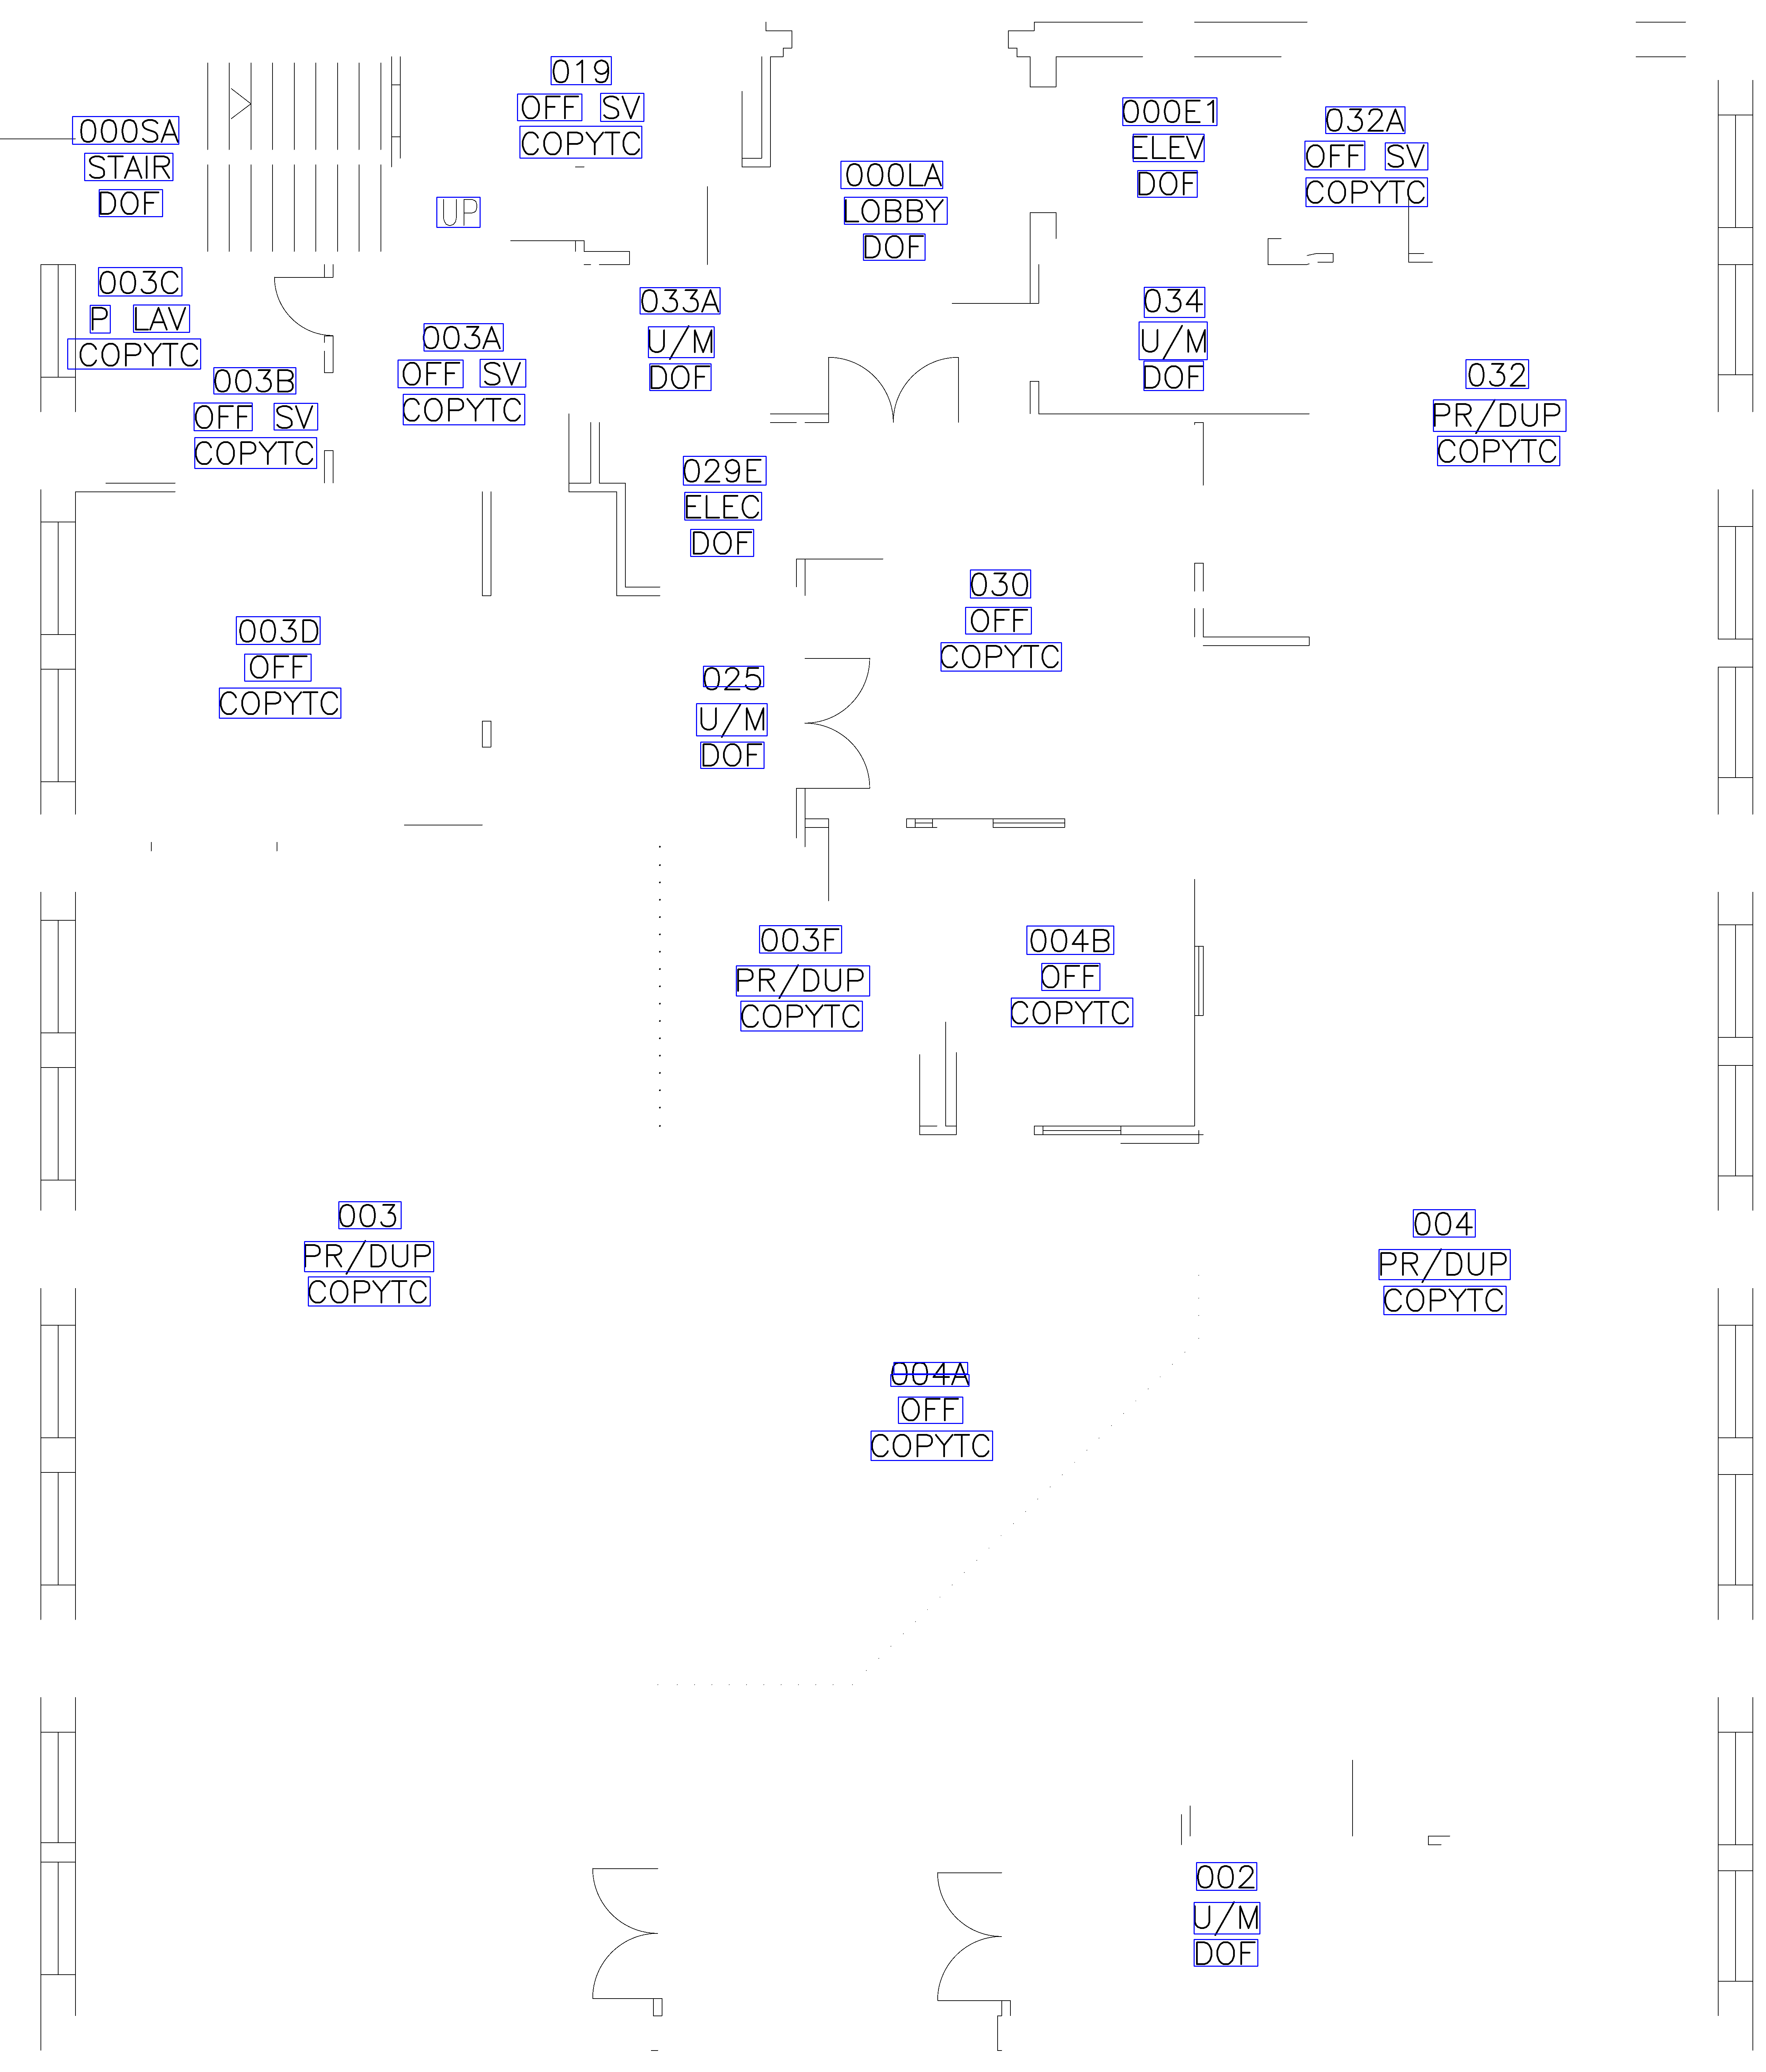 019
OFF SV
COPYTC
000SA
STAIR
DOF
UP
000LA
LOBBY
DOF
000E1
ELEV
DOF
032A
OFF SV
COPYTC
003C
P LAV
COPYTC
003B
OFF SV
COPYTC
003A
OFF SV
COPYTC
033A
U/M
DOF
034
U/M
DOF
032
PR/DUP
COPYTC
029E
ELEC
DOF
030
OFF
COPYTC
003D
OFF
COPYTC
025
U/M
DOF
003F
PR/DUP
COPYTC
004B
OFF
COPYTC
003
PR/DUP
COPYTC
004
PR/DUP
COPYTC
004A
OFF
COPYTC
002
U/M
DOF